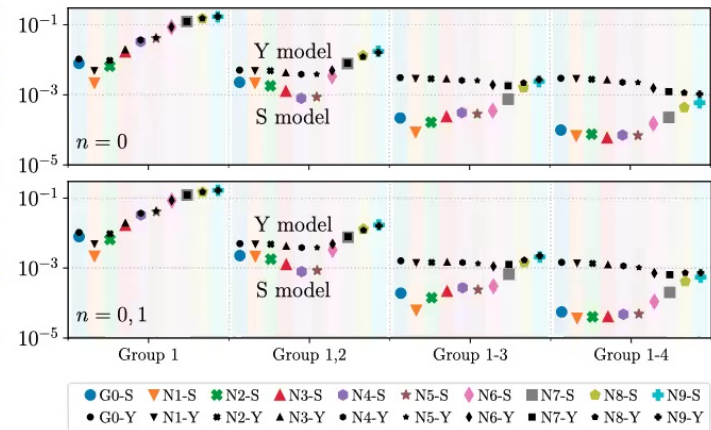 10⁻¹
Y model
10⁻³
S model
n = 0
10⁻⁵
10⁻¹
Y model
10⁻³
S model
n = 0, 1
10⁻⁵
Group 1 Group 1,2 Group 1-3 Group 1-4
G0-S N1-S N2-S N3-S N4-S N5-S N6-S N7-S N8-S N9-S
G0-Y N1-Y N2-Y N3-Y N4-Y N5-Y N6-Y N7-Y N8-Y N9-Y